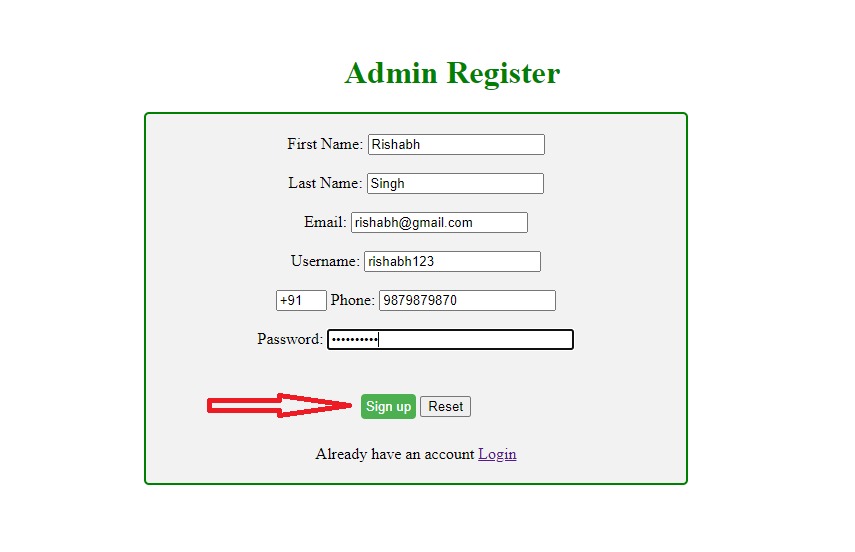 Admin Register
First Name: Rishabh
Last Name: Singh
Email: rishabh@gmail.com
Username: rishabh123
+91 Phone: 9879879870
Password: ••••••••••
Sign up Reset
Already have an account Login